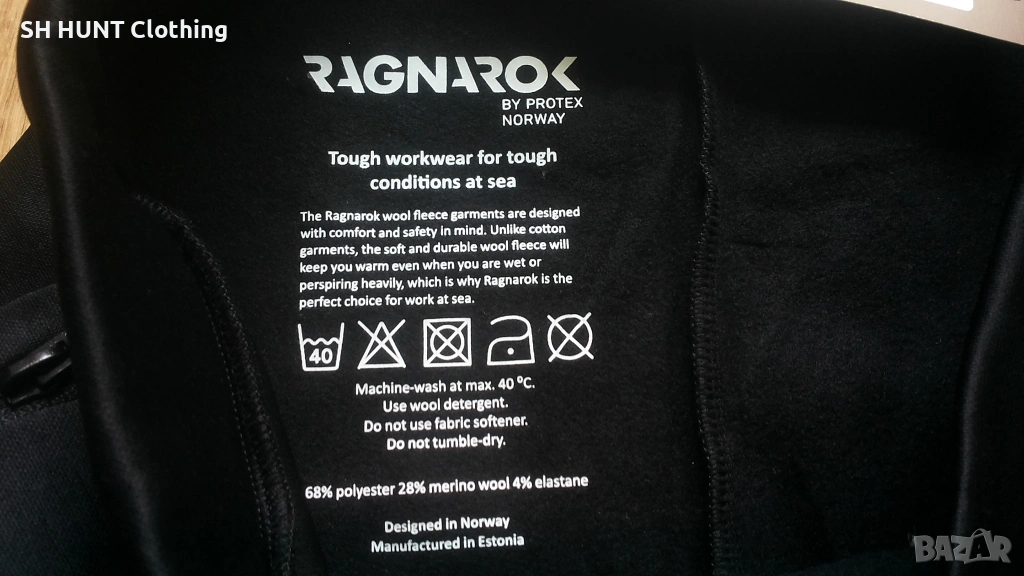 SH HUNT Clothing
RAGNAROK
BY PROTEX
NORWAY
Tough workwear for tough
conditions at sea
The Ragnarok wool fleece garments are designed
with comfort and safety in mind. Unlike cotton
garments, the soft and durable wool fleece will
keep you warm even when you are wet or
perspiring heavily, which is why Ragnarok is the
perfect choice for work at sea.
40
Machine-wash at max. 40 °C.
Use wool detergent.
Do not use fabric softener.
Do not tumble-dry.
68% polyester 28% merino wool 4% elastane
Designed in Norway
Manufactured in Estonia
BAZAR